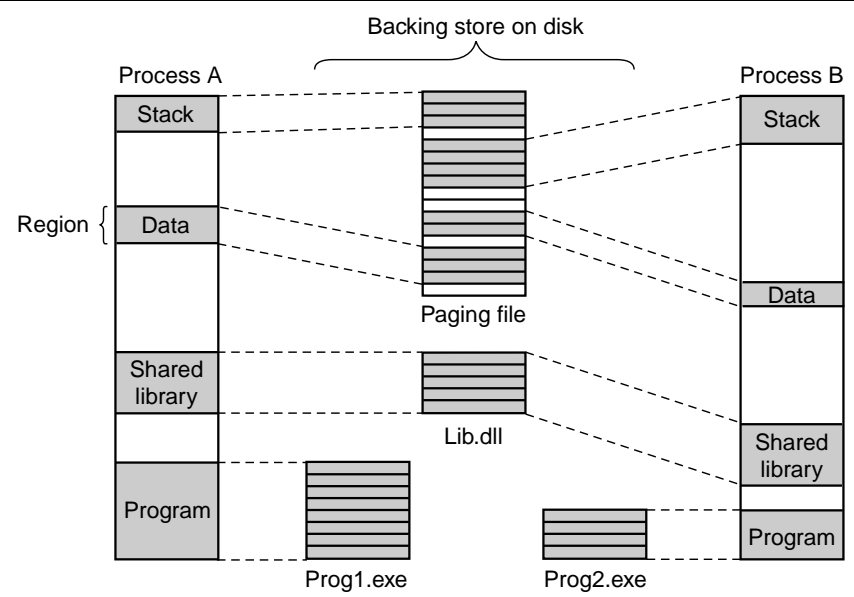 Backing store on disk
Process A
Process B
Stack
Stack
Region
Data
Data
Paging file
Shared
library
Lib.dll
Shared
library
Program
Program
Prog1.exe
Prog2.exe